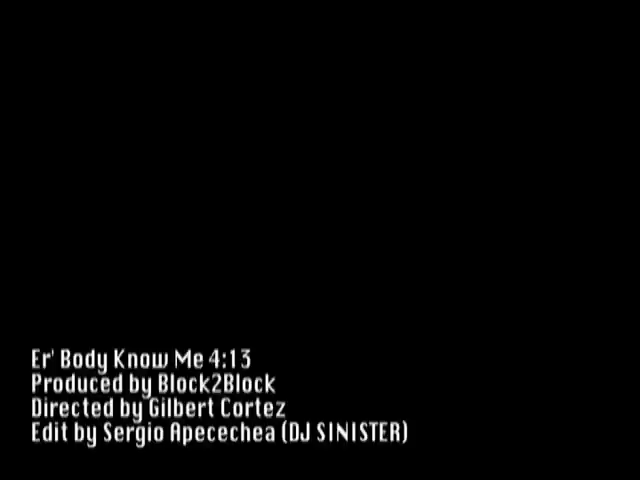 Er' Body Know Me 4:13
Produced by Block2Block
Directed by Gilbert Cortez
Edit by Sergio Apecechea (DJ SINISTER)